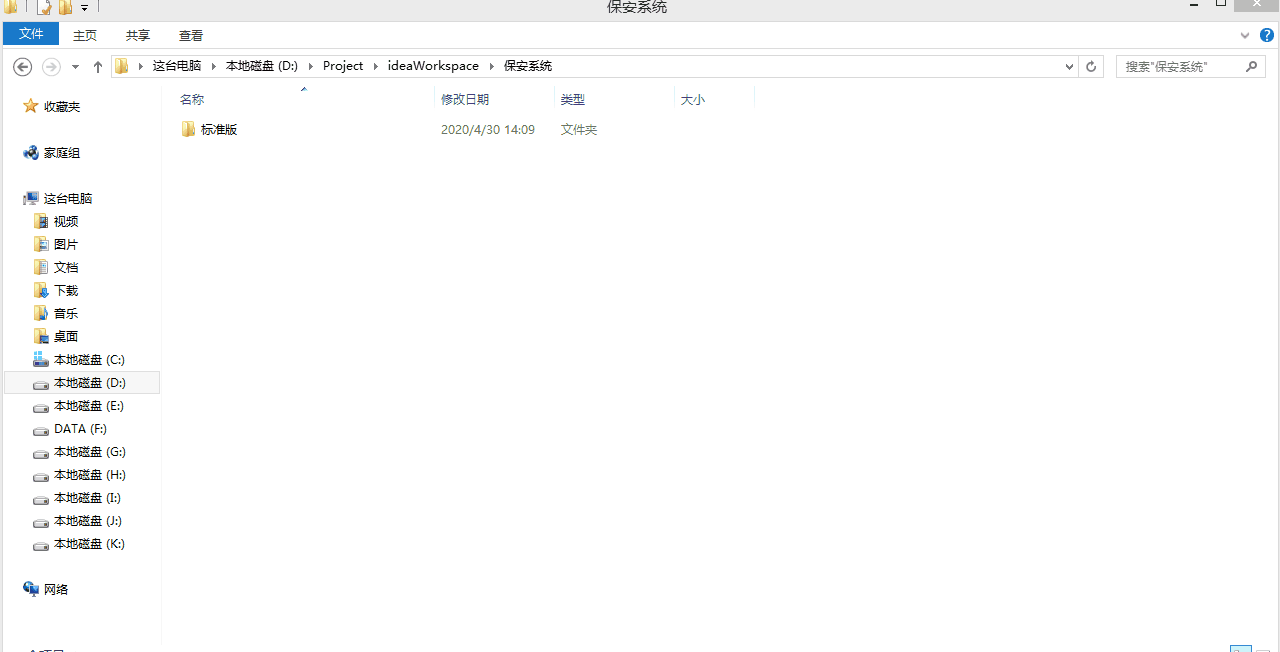 保安系统
文件 主页 共享 查看
这台电脑 本地磁盘 (D:) Project ideaWorkspace 保安系统 搜索"保安系统"
名称 修改日期 类型 大小
标准版 2020/4/30 14:09 文件夹
收藏夹
家庭组
这台电脑
视频
图片
文档
下载
音乐
桌面
本地磁盘 (C:)
本地磁盘 (D:)
本地磁盘 (E:)
DATA (F:)
本地磁盘 (G:)
本地磁盘 (H:)
本地磁盘 (I:)
本地磁盘 (J:)
本地磁盘 (K:)
网络